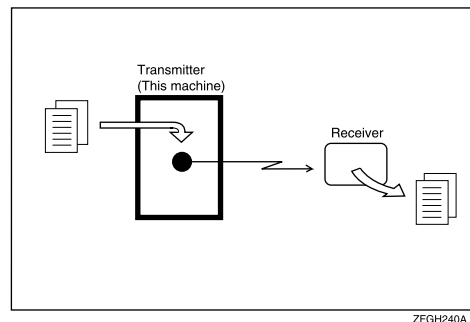 Transmitter
(This machine)
Receiver
ZFGH240A